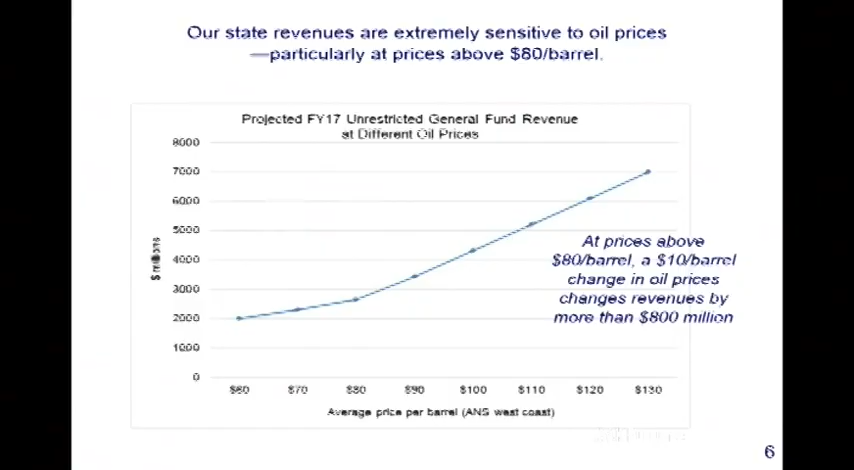 Our state revenues are extremely sensitive to oil prices
—particularly at prices above $80/barrel.
Projected FY17 Unrestricted General Fund Revenue
at Different Oil Prices
8000
7000
6000
5000
4000
3000
2000
1000
0
$ millions
At prices above
$80/barrel, a $10/barrel
change in oil prices
changes revenues by
more than $800 million
$60 $70 $80 $90 $100 $110 $120 $130
Average price per barrel (ANS west coast)
6